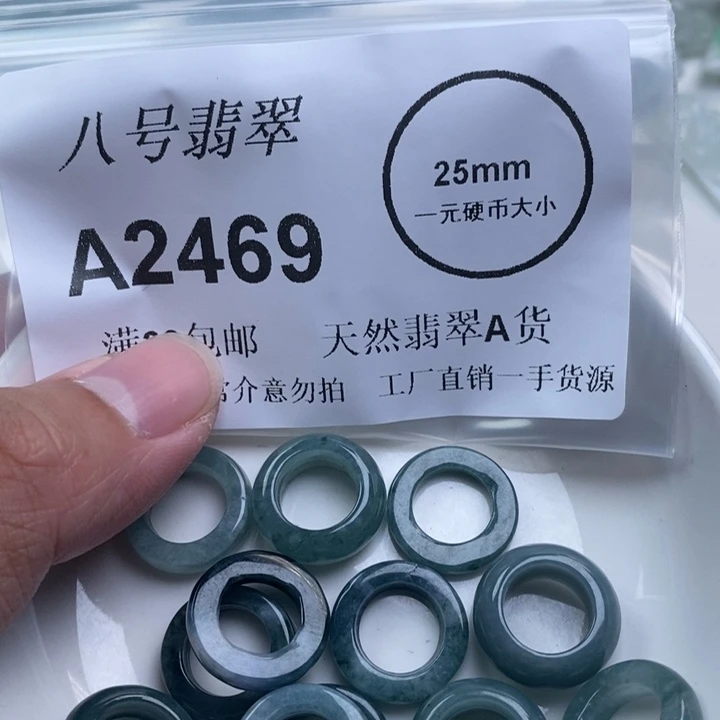 八号翡翠
25mm
一元硬币大小
A2469
满 包邮 天然翡翠A货
介意勿拍 工厂直销一手货源